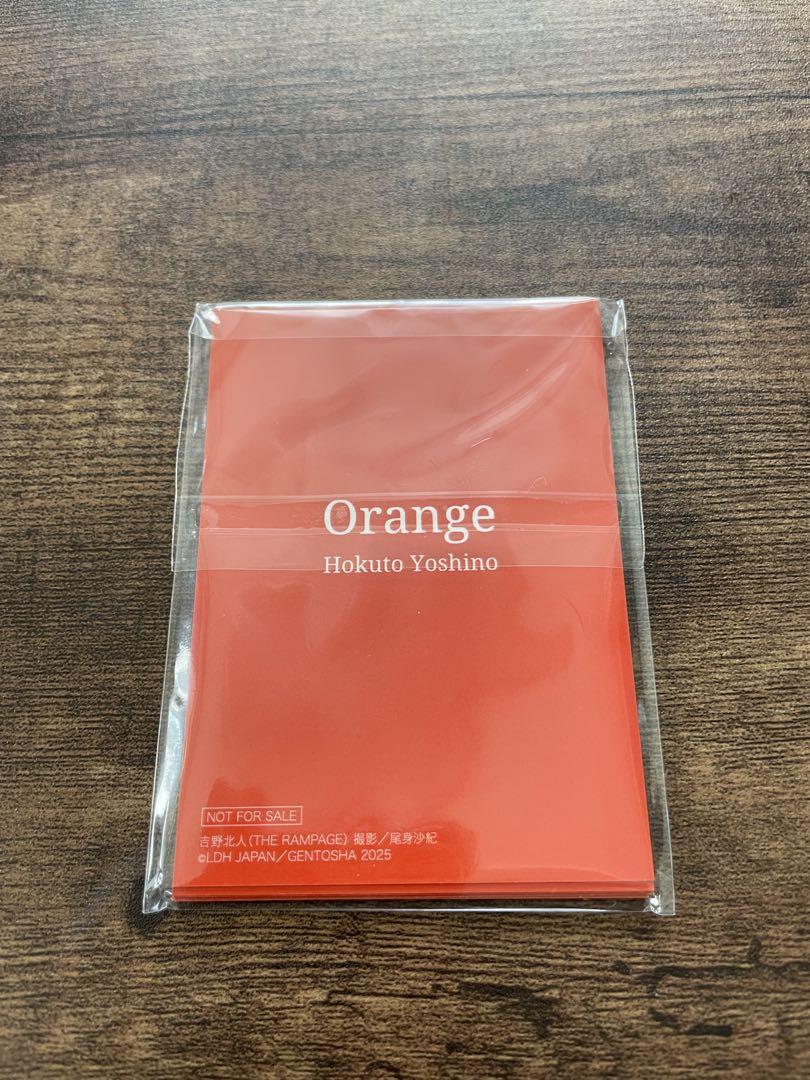 Orange
Hokuto Yoshino
NOT FOR SALE
吉野北人(THE RAMPAGE) 撮影／尾身沙紀
©LDH JAPAN／GENTOSHA 2025